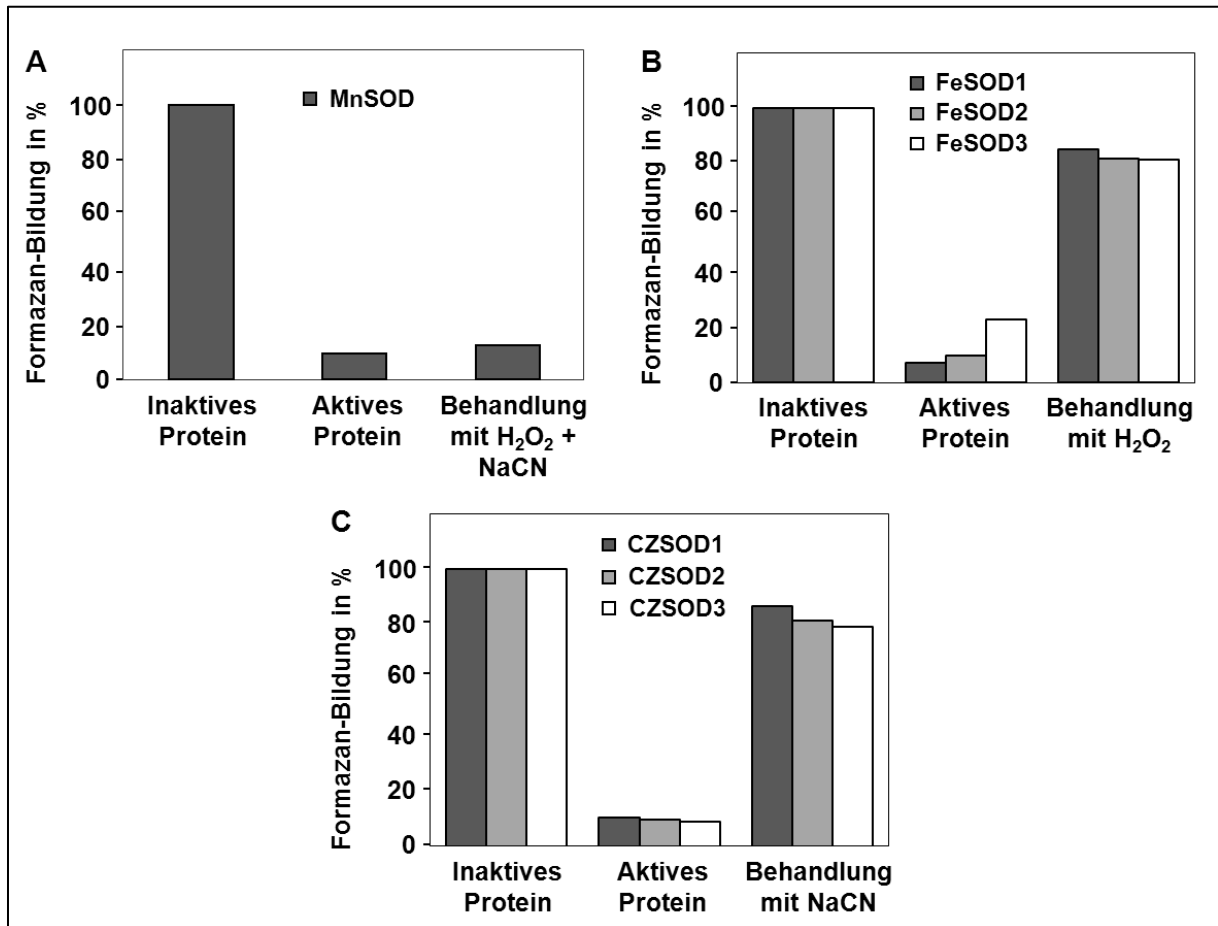 A
Formazan-Bildung in %
100
80
60
40
20
0
MnSOD
Inaktives
Protein
Aktives
Protein
Behandlung
mit H₂O₂ +
NaCN
B
Formazan-Bildung in %
100
80
60
40
20
0
FeSOD1
FeSOD2
FeSOD3
Inaktives
Protein
Aktives
Protein
Behandlung
mit H₂O₂
C
Formazan-Bildung in %
100
80
60
40
20
0
CZSOD1
CZSOD2
CZSOD3
Inaktives
Protein
Aktives
Protein
Behandlung
mit NaCN